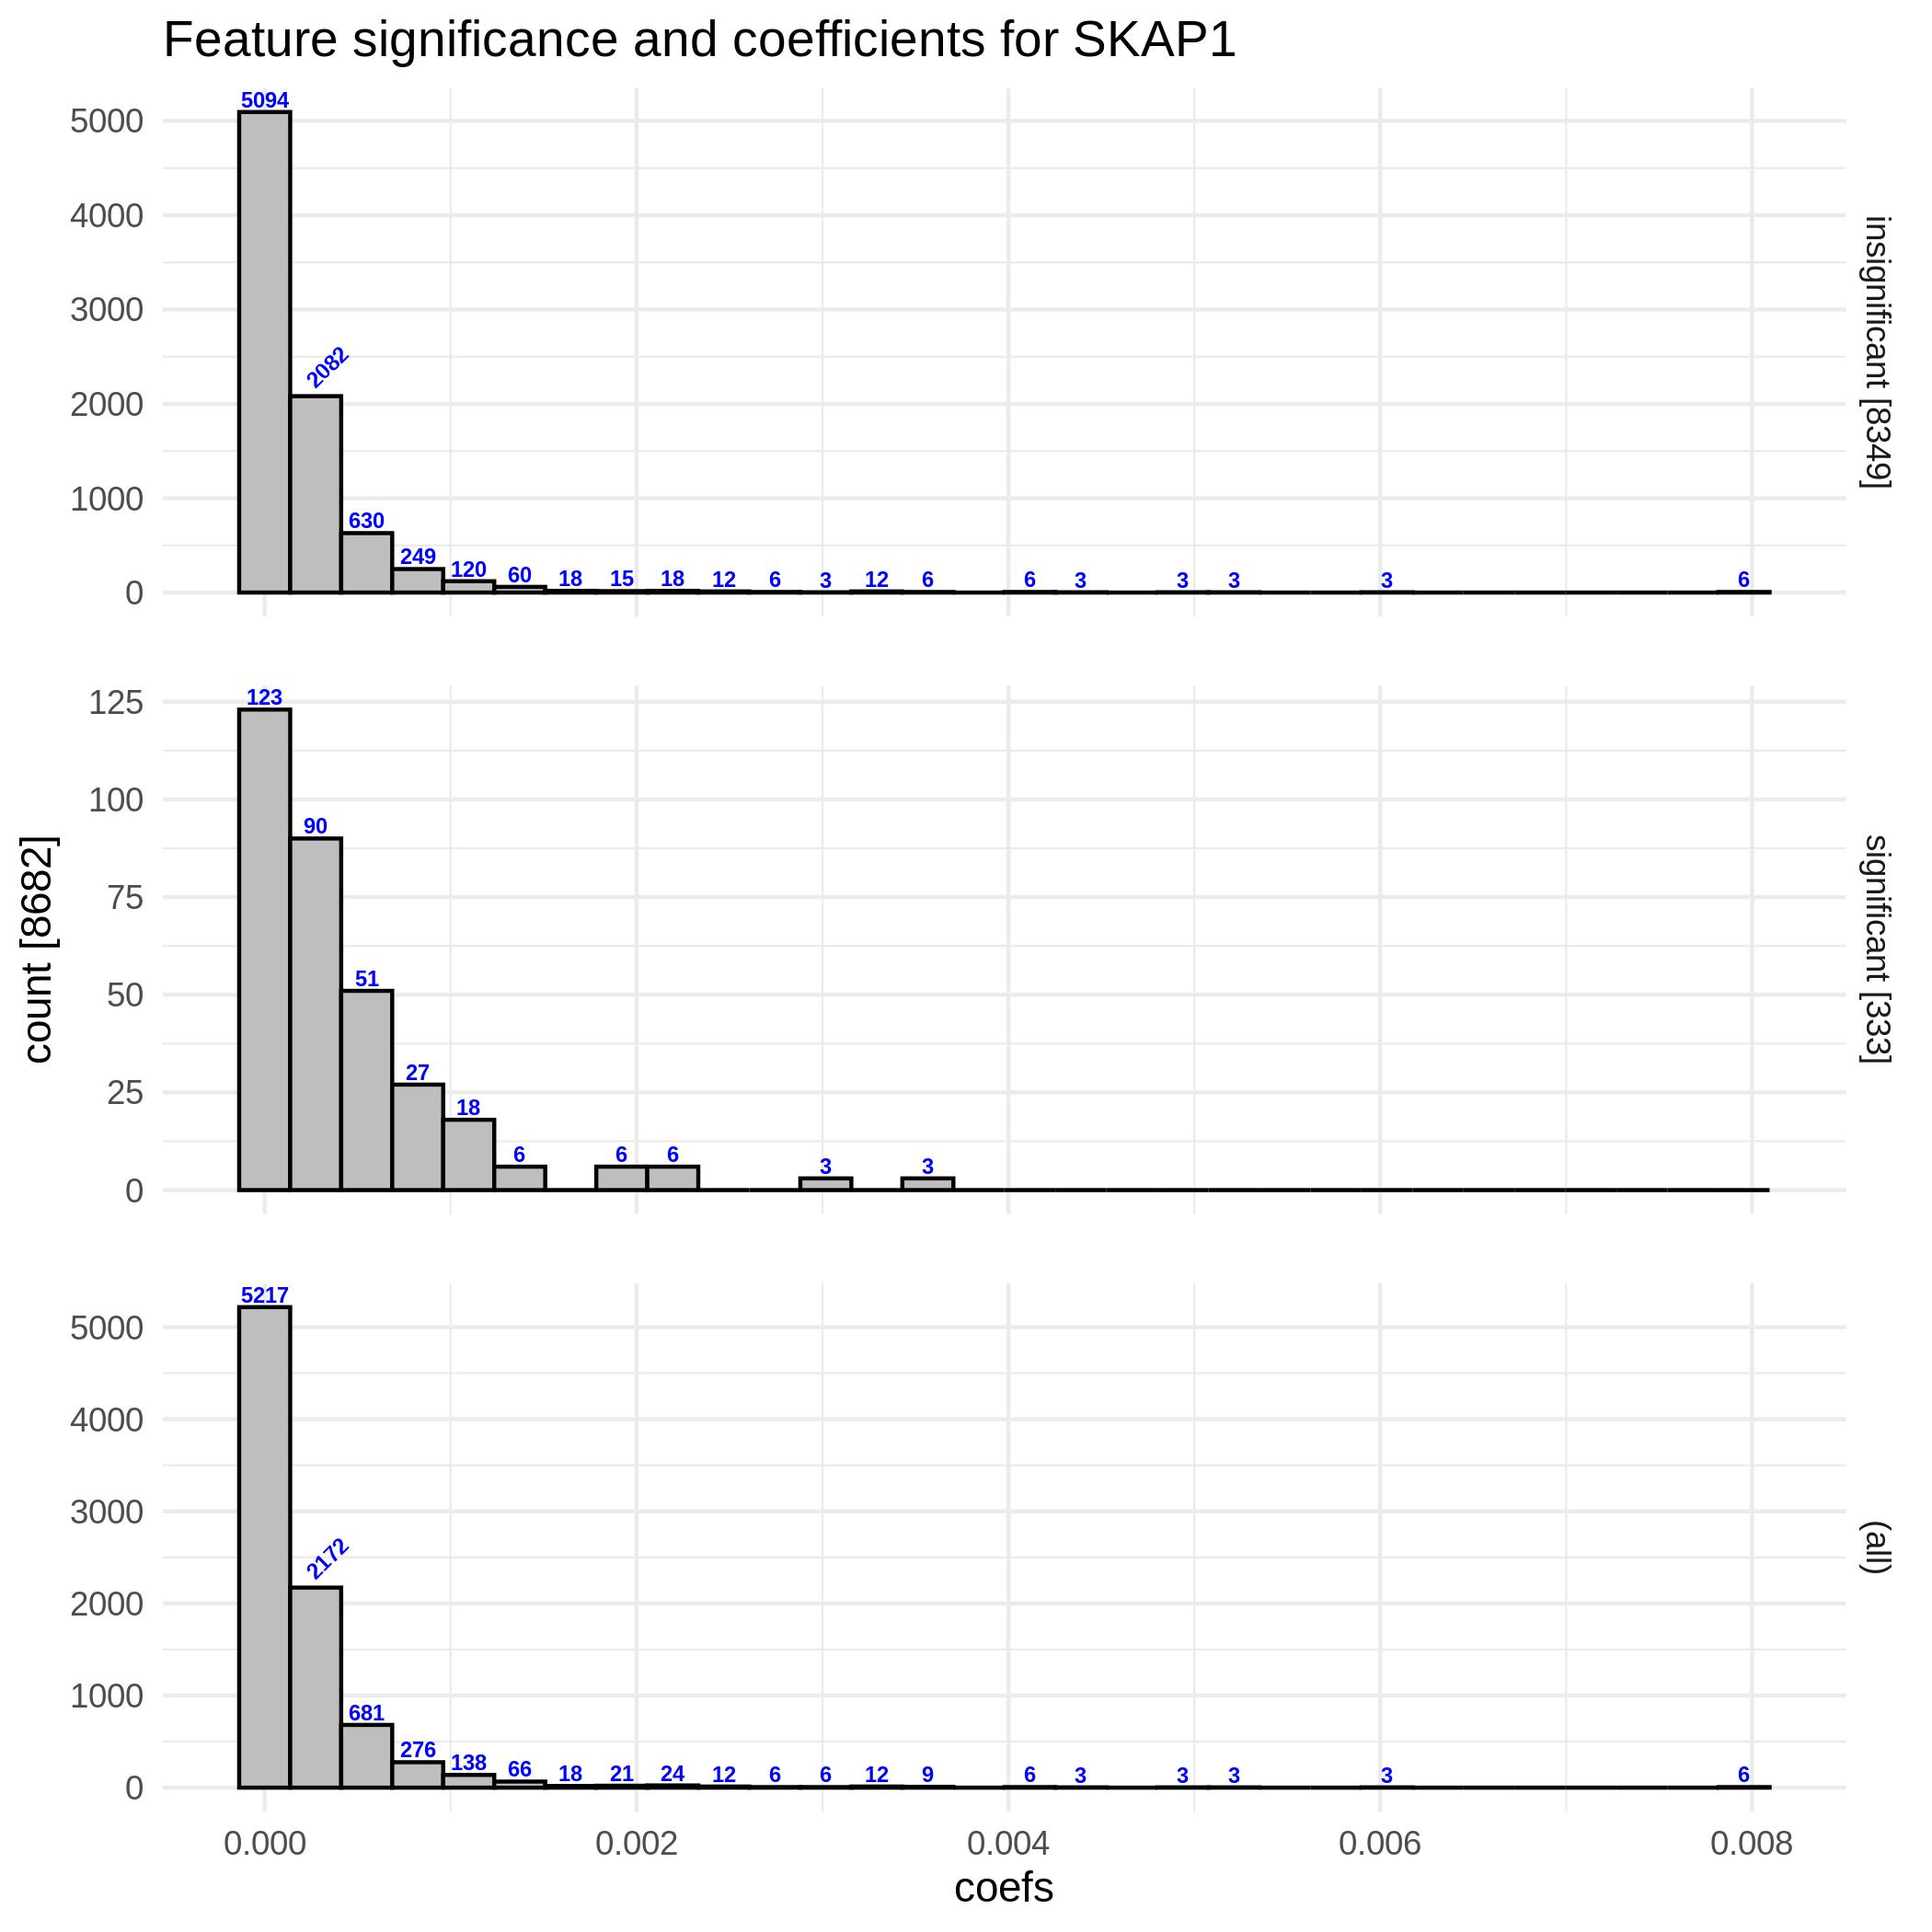 Feature significance and coefficients for SKAP1
5094
5000
4000
3000
2082
2000
1000
630
249 120 60 18 15 18 12 6 3 12 6 6 3 3 3 3 6
0
insignificant [8349]
123
125
100
90
75
51
50
27
25
18
6 6 6 3 3
0
significant [333]
count [8682]
5217
5000
4000
3000
2172
2000
1000
681
276 138 66 18 21 24 12 6 6 12 9 6 3 3 3 3 6
0
(all)
0.000 0.002 0.004 0.006 0.008
coefs